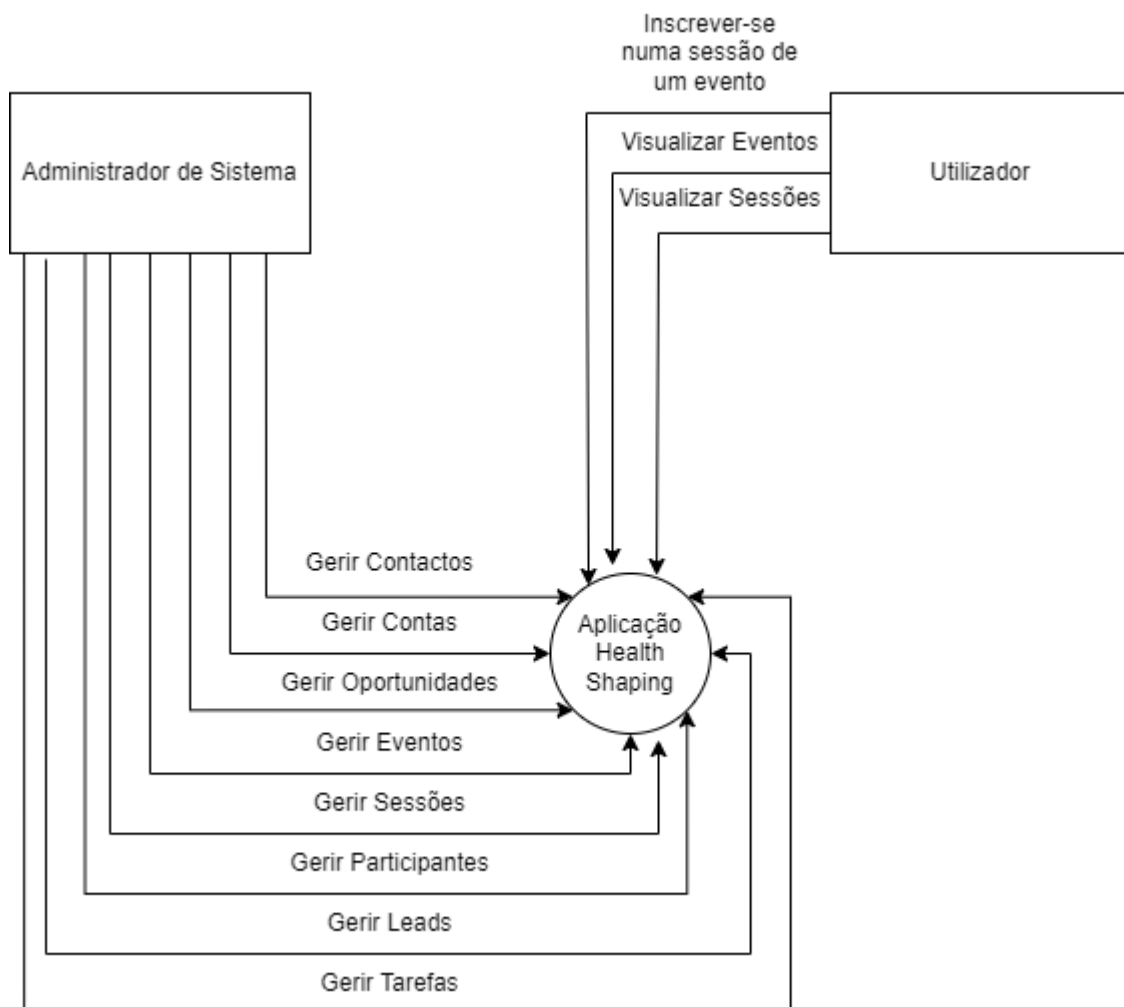 Inscrever-se
numa sessão de
um evento
Administrador de Sistema
Visualizar Eventos
Utilizador
Visualizar Sessões
Gerir Contactos
Gerir Contas
Gerir Oportunidades
Gerir Eventos
Gerir Sessões
Gerir Participantes
Gerir Leads
Gerir Tarefas
Aplicação
Health
Shaping